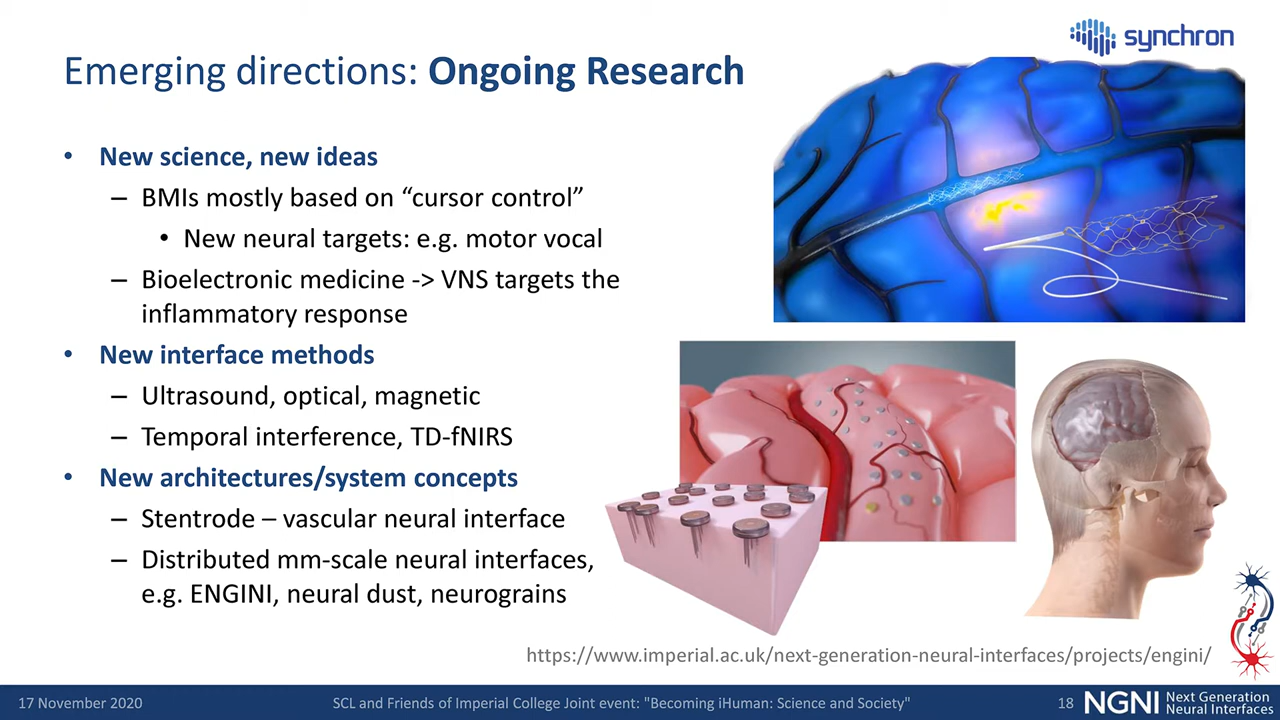 synchron
Emerging directions: Ongoing Research
• New science, new ideas
– BMIs mostly based on “cursor control”
• New neural targets: e.g. motor vocal
– Bioelectronic medicine -> VNS targets the
inflammatory response
• New interface methods
– Ultrasound, optical, magnetic
– Temporal interference, TD-fNIRS
• New architectures/system concepts
– Stentrode – vascular neural interface
– Distributed mm-scale neural interfaces,
e.g. ENGINI, neural dust, neurograins
https://www.imperial.ac.uk/next-generation-neural-interfaces/projects/engini/
17 November 2020
SCL and Friends of Imperial College Joint event: "Becoming iHuman: Science and Society"
18
NGNI
Next Generation
Neural Interfaces